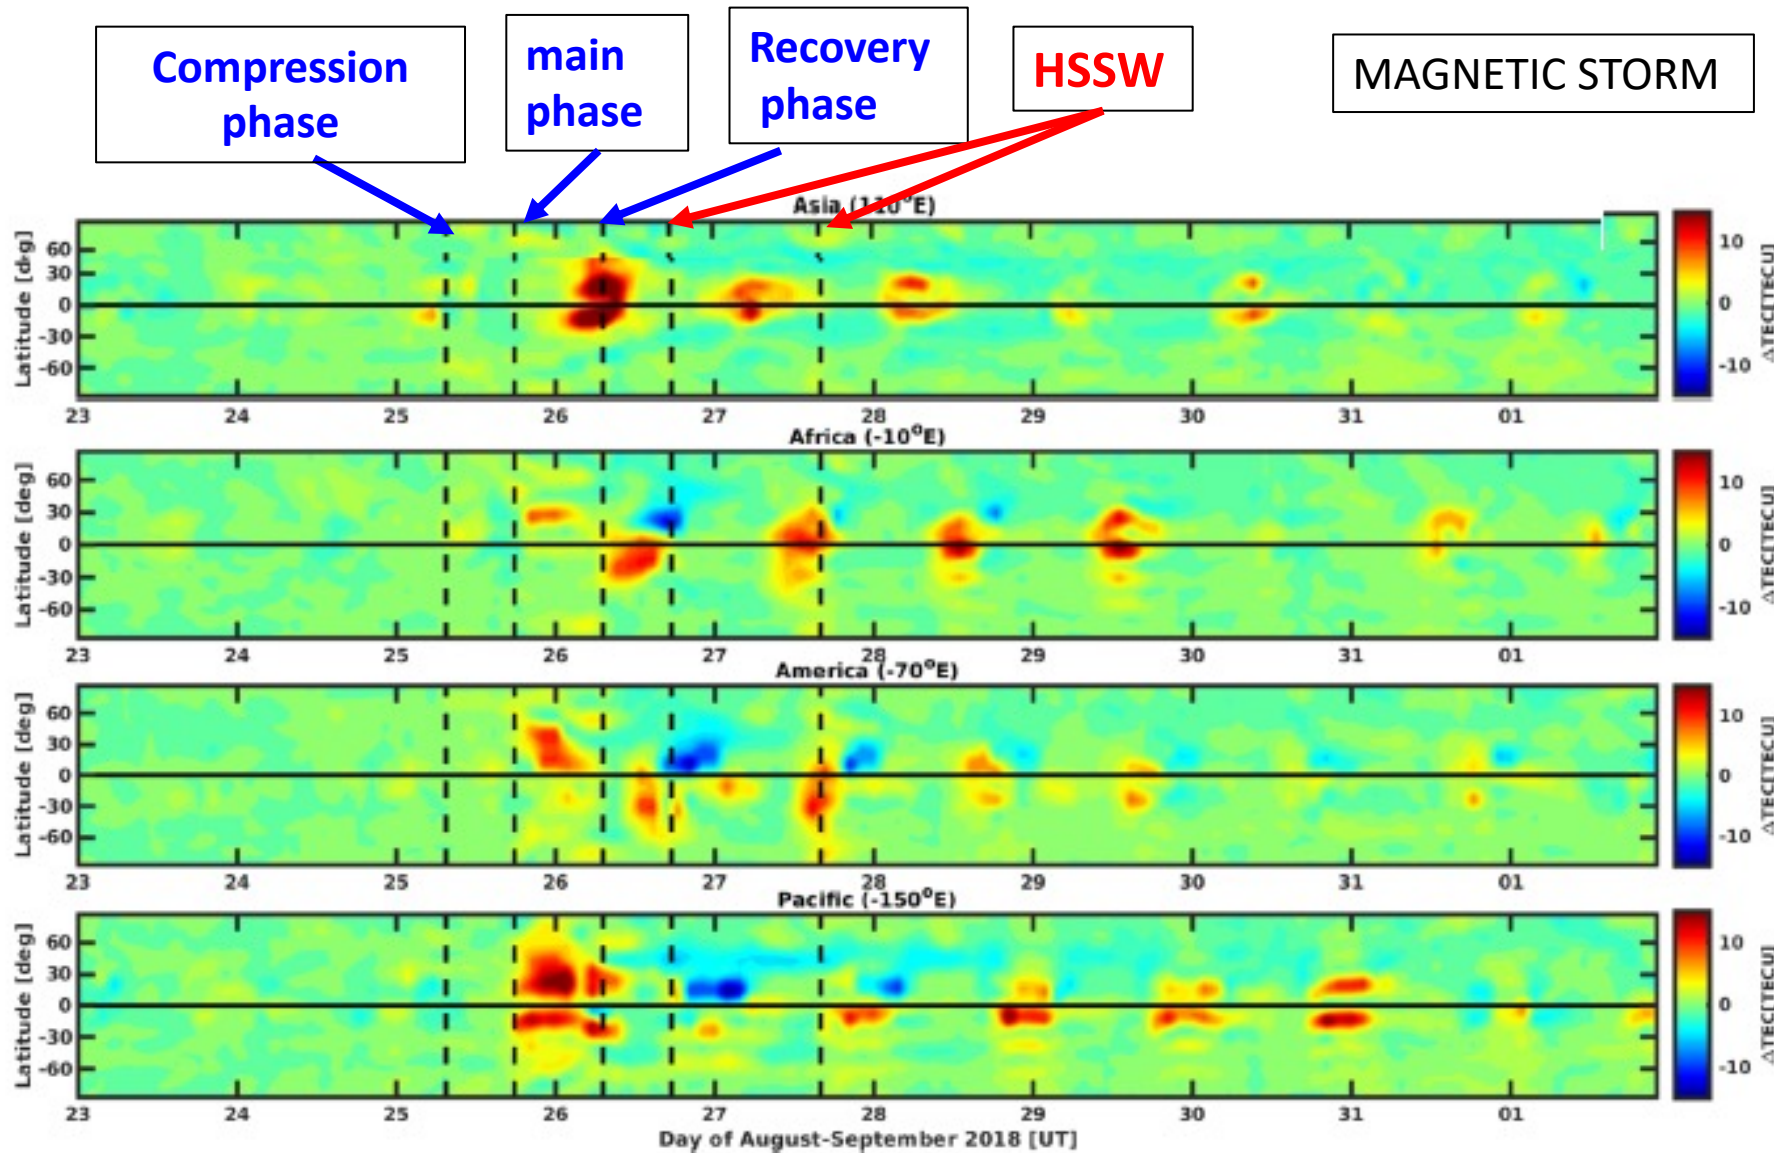 Compression
phase
main
phase
Recovery
phase
HSSW
MAGNETIC STORM
Asia (110°E)
Latitude [deg]
60
30
0
-30
-60
23 24 25 26 27 28 29 30 31 01
10
0
-10
△TEC[TECU]
Africa (-10°E)
Latitude [deg]
60
30
0
-30
-60
23 24 25 26 27 28 29 30 31 01
10
0
-10
△TEC[TECU]
America (-70°E)
Latitude [deg]
60
30
0
-30
-60
23 24 25 26 27 28 29 30 31 01
10
0
-10
△TEC[TECU]
Pacific (-150°E)
Latitude [deg]
60
30
0
-30
-60
23 24 25 26 27 28 29 30 31 01
10
0
-10
△TEC[TECU]
Day of August-September 2018 [UT]